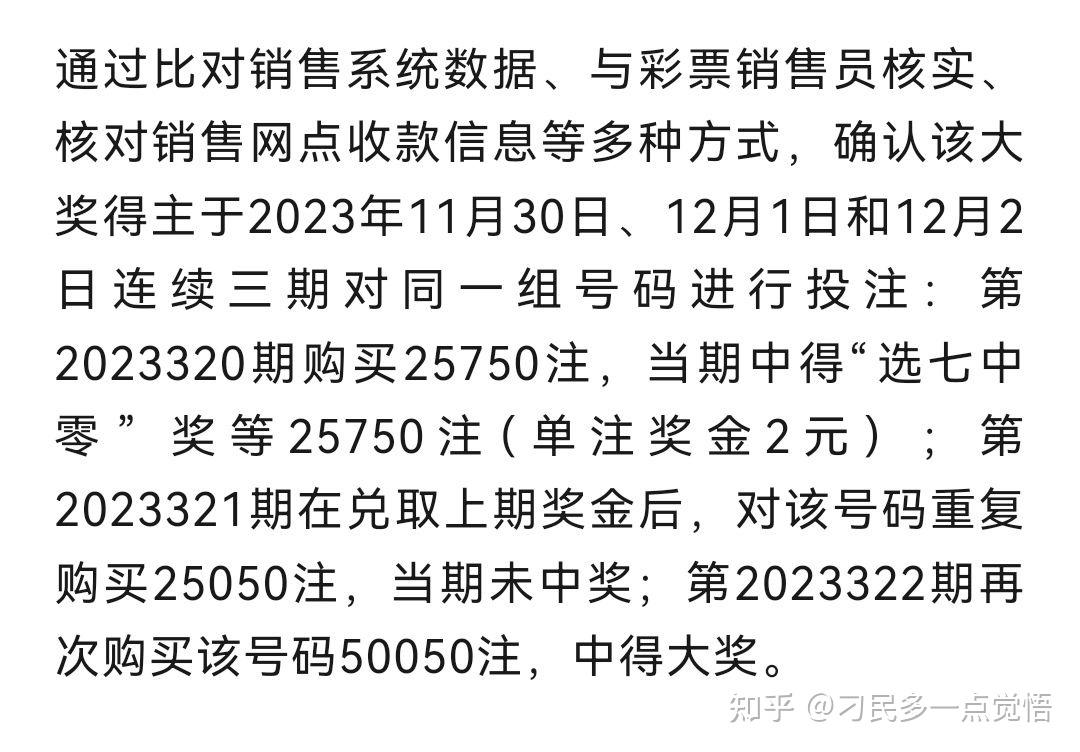 通过比对销售系统数据、与彩票销售员核实、
核对销售网点收款信息等多种方式，确认该大
奖得主于2023年11月30日、12月1日和12月2
日连续三期对同一组号码进行投注：第
2023320期购买25750注，当期中得“选七中
零”奖等25750注(单注奖金2元)；第
2023321期在兑取上期奖金后，对该号码重复
购买25050注，当期未中奖；第2023322期再
次购买该号码50050注，中得大奖。
知乎 @刁民多一点觉悟